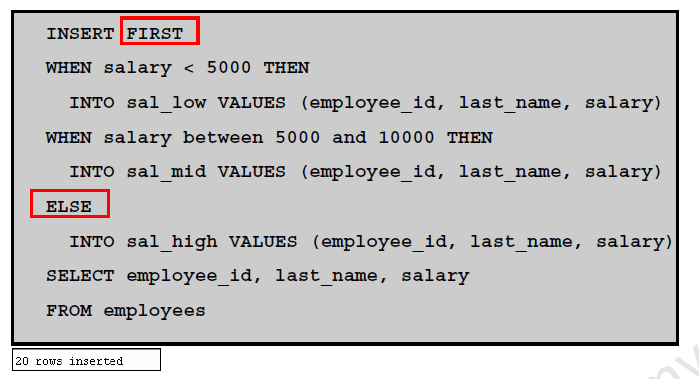 INSERT FIRST
WHEN salary < 5000 THEN
INTO sal_low VALUES (employee_id, last_name, salary)
WHEN salary between 5000 and 10000 THEN
INTO sal_mid VALUES (employee_id, last_name, salary)
ELSE
INTO sal_high VALUES (employee_id, last_name, salary)
SELECT employee_id, last_name, salary
FROM employees
20 rows inserted